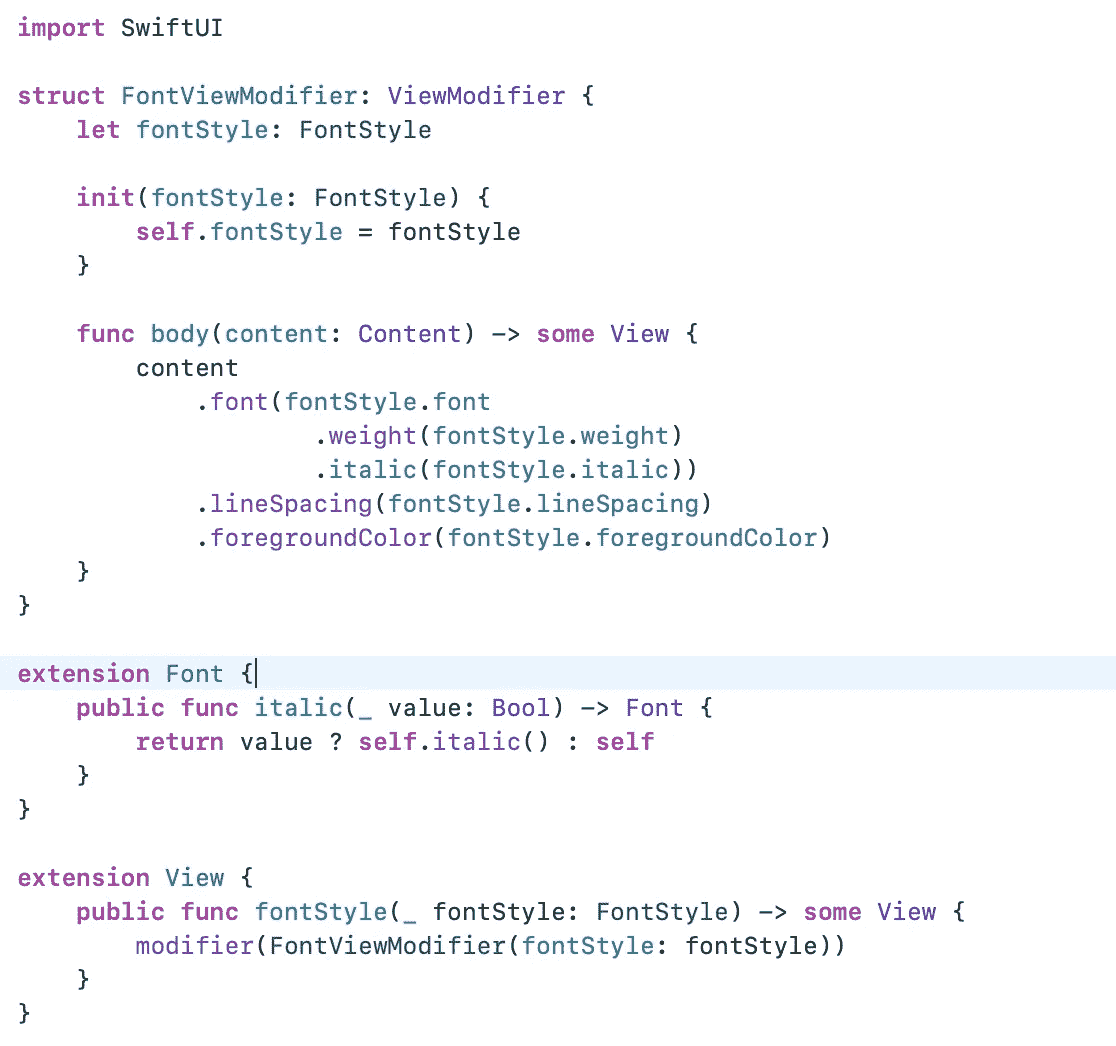 import SwiftUI

struct FontViewModifier: ViewModifier {
    let fontStyle: FontStyle

    init(fontStyle: FontStyle) {
        self.fontStyle = fontStyle
    }

    func body(content: Content) -> some View {
        content
            .font(fontStyle.font
                    .weight(fontStyle.weight)
                    .italic(fontStyle.italic))
            .lineSpacing(fontStyle.lineSpacing)
            .foregroundColor(fontStyle.foregroundColor)
    }
}

extension Font {
    public func italic(_ value: Bool) -> Font {
        return value ? self.italic() : self
    }
}

extension View {
    public func fontStyle(_ fontStyle: FontStyle) -> some View {
        modifier(FontViewModifier(fontStyle: fontStyle))
    }
}